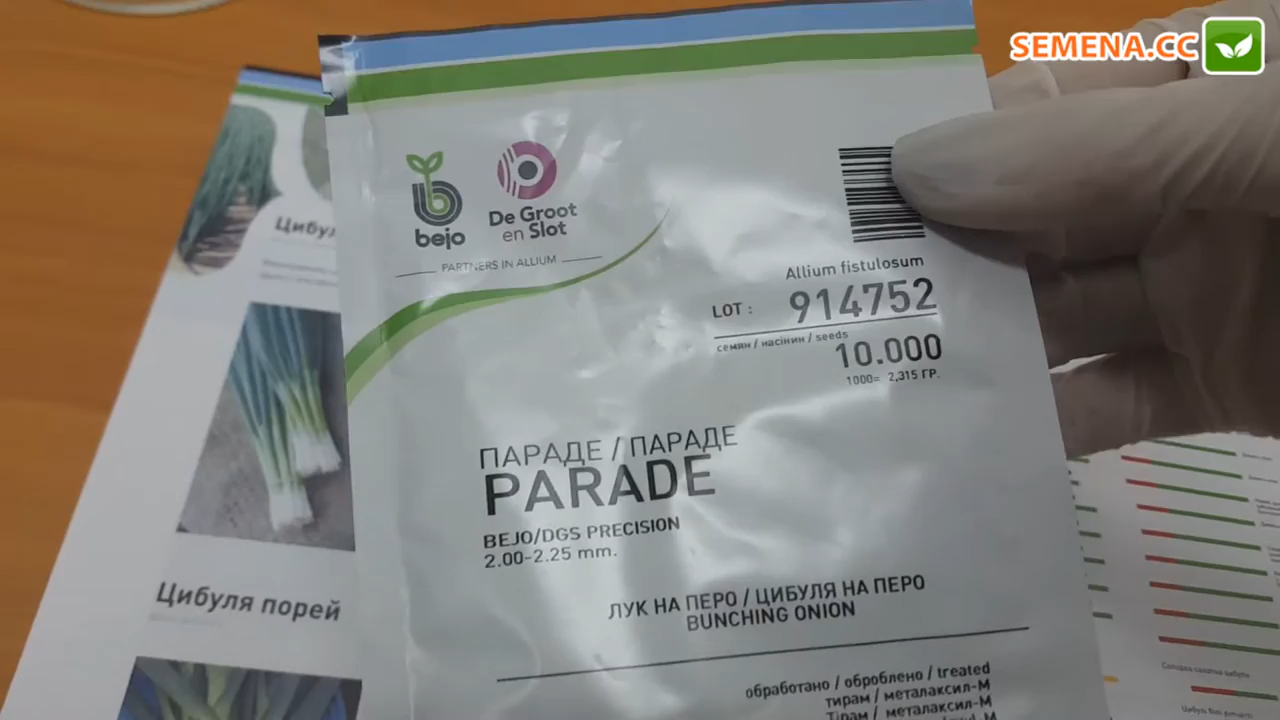 SEMENA.CC
bejo
De Groot
en Slot
PARTNERS IN ALLIUM
Allium fistulosum
LOT : 914752
семян / насінин / seeds
10.000
1000= 2,315 ГР.
ПАРАДЕ / ПАРАДЕ
PARADE
BEJO/DGS PRECISION
2.00-2.25 mm.
ЛУК НА ПЕРО / ЦИБУЛЯ НА ПЕРО
BUNCHING ONION
обработано / оброблено / treated
тирам / металаксил-М
Тірам / металаксил-М
Цибул
Цибуля порей